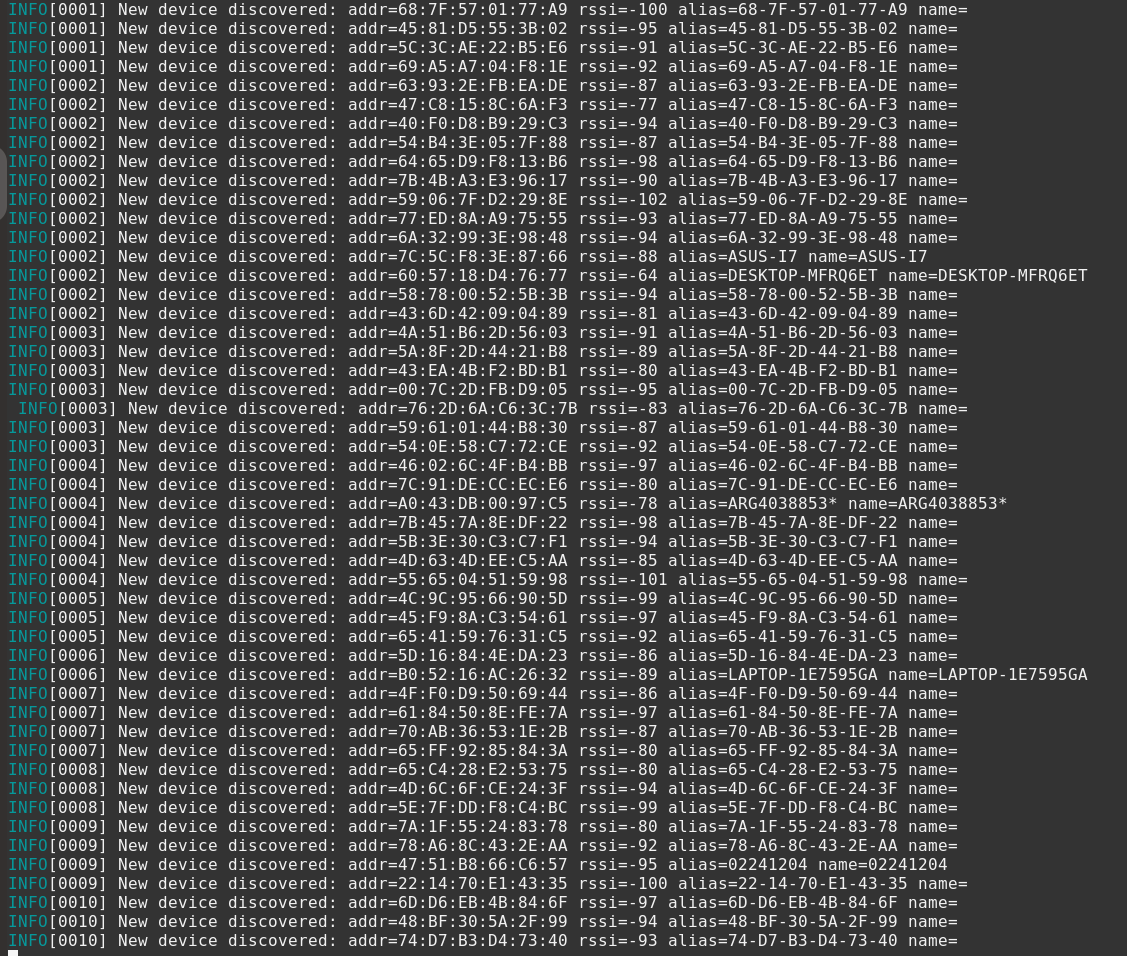 INFO[0001] New device discovered: addr=68:7F:57:01:77:A9 rssi=-100 alias=68-7F-57-01-77-A9 name=
INFO[0001] New device discovered: addr=45:81:D5:55:3B:02 rssi=-95 alias=45-81-D5-55-3B-02 name=
INFO[0001] New device discovered: addr=5C:3C:AE:22:B5:E6 rssi=-91 alias=5C-3C-AE-22-B5-E6 name=
INFO[0001] New device discovered: addr=69:A5:A7:04:F8:1E rssi=-92 alias=69-A5-A7-04-F8-1E name=
INFO[0002] New device discovered: addr=63:93:2E:FB:EA:DE rssi=-87 alias=63-93-2E-FB-EA-DE name=
INFO[0002] New device discovered: addr=47:C8:15:8C:6A:F3 rssi=-77 alias=47-C8-15-8C-6A-F3 name=
INFO[0002] New device discovered: addr=40:F0:D8:B9:29:C3 rssi=-94 alias=40-F0-D8-B9-29-C3 name=
INFO[0002] New device discovered: addr=54:B4:3E:05:7F:88 rssi=-87 alias=54-B4-3E-05-7F-88 name=
INFO[0002] New device discovered: addr=64:65:D9:F8:13:B6 rssi=-98 alias=64-65-D9-F8-13-B6 name=
INFO[0002] New device discovered: addr=7B:4B:A3:E3:96:17 rssi=-90 alias=7B-4B-A3-E3-96-17 name=
INFO[0002] New device discovered: addr=59:06:7F:D2:29:8E rssi=-102 alias=59-06-7F-D2-29-8E name=
INFO[0002] New device discovered: addr=77:ED:8A:A9:75:55 rssi=-93 alias=77-ED-8A-A9-75-55 name=
INFO[0002] New device discovered: addr=6A:32:99:3E:98:48 rssi=-94 alias=6A-32-99-3E-98-48 name=
INFO[0002] New device discovered: addr=7C:5C:F8:3E:87:66 rssi=-88 alias=ASUS-I7 name=ASUS-I7
INFO[0002] New device discovered: addr=60:57:18:D4:76:77 rssi=-64 alias=DESKTOP-MFRQ6ET name=DESKTOP-MFRQ6ET
INFO[0002] New device discovered: addr=58:78:00:52:5B:3B rssi=-94 alias=58-78-00-52-5B-3B name=
INFO[0002] New device discovered: addr=43:6D:42:09:04:89 rssi=-81 alias=43-6D-42-09-04-89 name=
INFO[0003] New device discovered: addr=4A:51:B6:2D:56:03 rssi=-91 alias=4A-51-B6-2D-56-03 name=
INFO[0003] New device discovered: addr=5A:8F:2D:44:21:B8 rssi=-89 alias=5A-8F-2D-44-21-B8 name=
INFO[0003] New device discovered: addr=43:EA:4B:F2:BD:B1 rssi=-80 alias=43-EA-4B-F2-BD-B1 name=
INFO[0003] New device discovered: addr=00:7C:2D:FB:D9:05 rssi=-95 alias=00-7C-2D-FB-D9-05 name=
INFO[0003] New device discovered: addr=76:2D:6A:C6:3C:7B rssi=-83 alias=76-2D-6A-C6-3C-7B name=
INFO[0003] New device discovered: addr=59:61:01:44:B8:30 rssi=-87 alias=59-61-01-44-B8-30 name=
INFO[0003] New device discovered: addr=54:0E:58:C7:72:CE rssi=-92 alias=54-0E-58-C7-72-CE name=
INFO[0004] New device discovered: addr=46:02:6C:4F:B4:BB rssi=-97 alias=46-02-6C-4F-B4-BB name=
INFO[0004] New device discovered: addr=7C:91:DE:CC:EC:E6 rssi=-80 alias=7C-91-DE-CC-EC-E6 name=
INFO[0004] New device discovered: addr=A0:43:DB:00:97:C5 rssi=-78 alias=ARG4038853* name=ARG4038853*
INFO[0004] New device discovered: addr=7B:45:7A:8E:DF:22 rssi=-98 alias=7B-45-7A-8E-DF-22 name=
INFO[0004] New device discovered: addr=5B:3E:30:C3:C7:F1 rssi=-94 alias=5B-3E-30-C3-C7-F1 name=
INFO[0004] New device discovered: addr=4D:63:4D:EE:C5:AA rssi=-85 alias=4D-63-4D-EE-C5-AA name=
INFO[0004] New device discovered: addr=55:65:04:51:59:98 rssi=-101 alias=55-65-04-51-59-98 name=
INFO[0005] New device discovered: addr=4C:9C:95:66:90:5D rssi=-99 alias=4C-9C-95-66-90-5D name=
INFO[0005] New device discovered: addr=45:F9:8A:C3:54:61 rssi=-97 alias=45-F9-8A-C3-54-61 name=
INFO[0005] New device discovered: addr=65:41:59:76:31:C5 rssi=-92 alias=65-41-59-76-31-C5 name=
INFO[0006] New device discovered: addr=5D:16:84:4E:DA:23 rssi=-86 alias=5D-16-84-4E-DA-23 name=
INFO[0006] New device discovered: addr=B0:52:16:AC:26:32 rssi=-89 alias=LAPTOP-1E7595GA name=LAPTOP-1E7595GA
INFO[0007] New device discovered: addr=4F:F0:D9:50:69:44 rssi=-86 alias=4F-F0-D9-50-69-44 name=
INFO[0007] New device discovered: addr=61:84:50:8E:FE:7A rssi=-97 alias=61-84-50-8E-FE-7A name=
INFO[0007] New device discovered: addr=70:AB:36:53:1E:2B rssi=-87 alias=70-AB-36-53-1E-2B name=
INFO[0007] New device discovered: addr=65:FF:92:85:84:3A rssi=-80 alias=65-FF-92-85-84-3A name=
INFO[0008] New device discovered: addr=65:C4:28:E2:53:75 rssi=-80 alias=65-C4-28-E2-53-75 name=
INFO[0008] New device discovered: addr=4D:6C:6F:CE:24:3F rssi=-94 alias=4D-6C-6F-CE-24-3F name=
INFO[0008] New device discovered: addr=5E:7F:DD:F8:C4:BC rssi=-99 alias=5E-7F-DD-F8-C4-BC name=
INFO[0009] New device discovered: addr=7A:1F:55:24:83:78 rssi=-80 alias=7A-1F-55-24-83-78 name=
INFO[0009] New device discovered: addr=78:A6:8C:43:2E:AA rssi=-92 alias=78-A6-8C-43-2E-AA name=
INFO[0009] New device discovered: addr=47:51:B8:66:C6:57 rssi=-95 alias=02241204 name=02241204
INFO[0009] New device discovered: addr=22:14:70:E1:43:35 rssi=-100 alias=22-14-70-E1-43-35 name=
INFO[0010] New device discovered: addr=6D:D6:EB:4B:84:6F rssi=-97 alias=6D-D6-EB-4B-84-6F name=
INFO[0010] New device discovered: addr=48:BF:30:5A:2F:99 rssi=-94 alias=48-BF-30-5A-2F-99 name=
INFO[0010] New device discovered: addr=74:D7:B3:D4:73:40 rssi=-93 alias=74-D7-B3-D4-73-40 name=